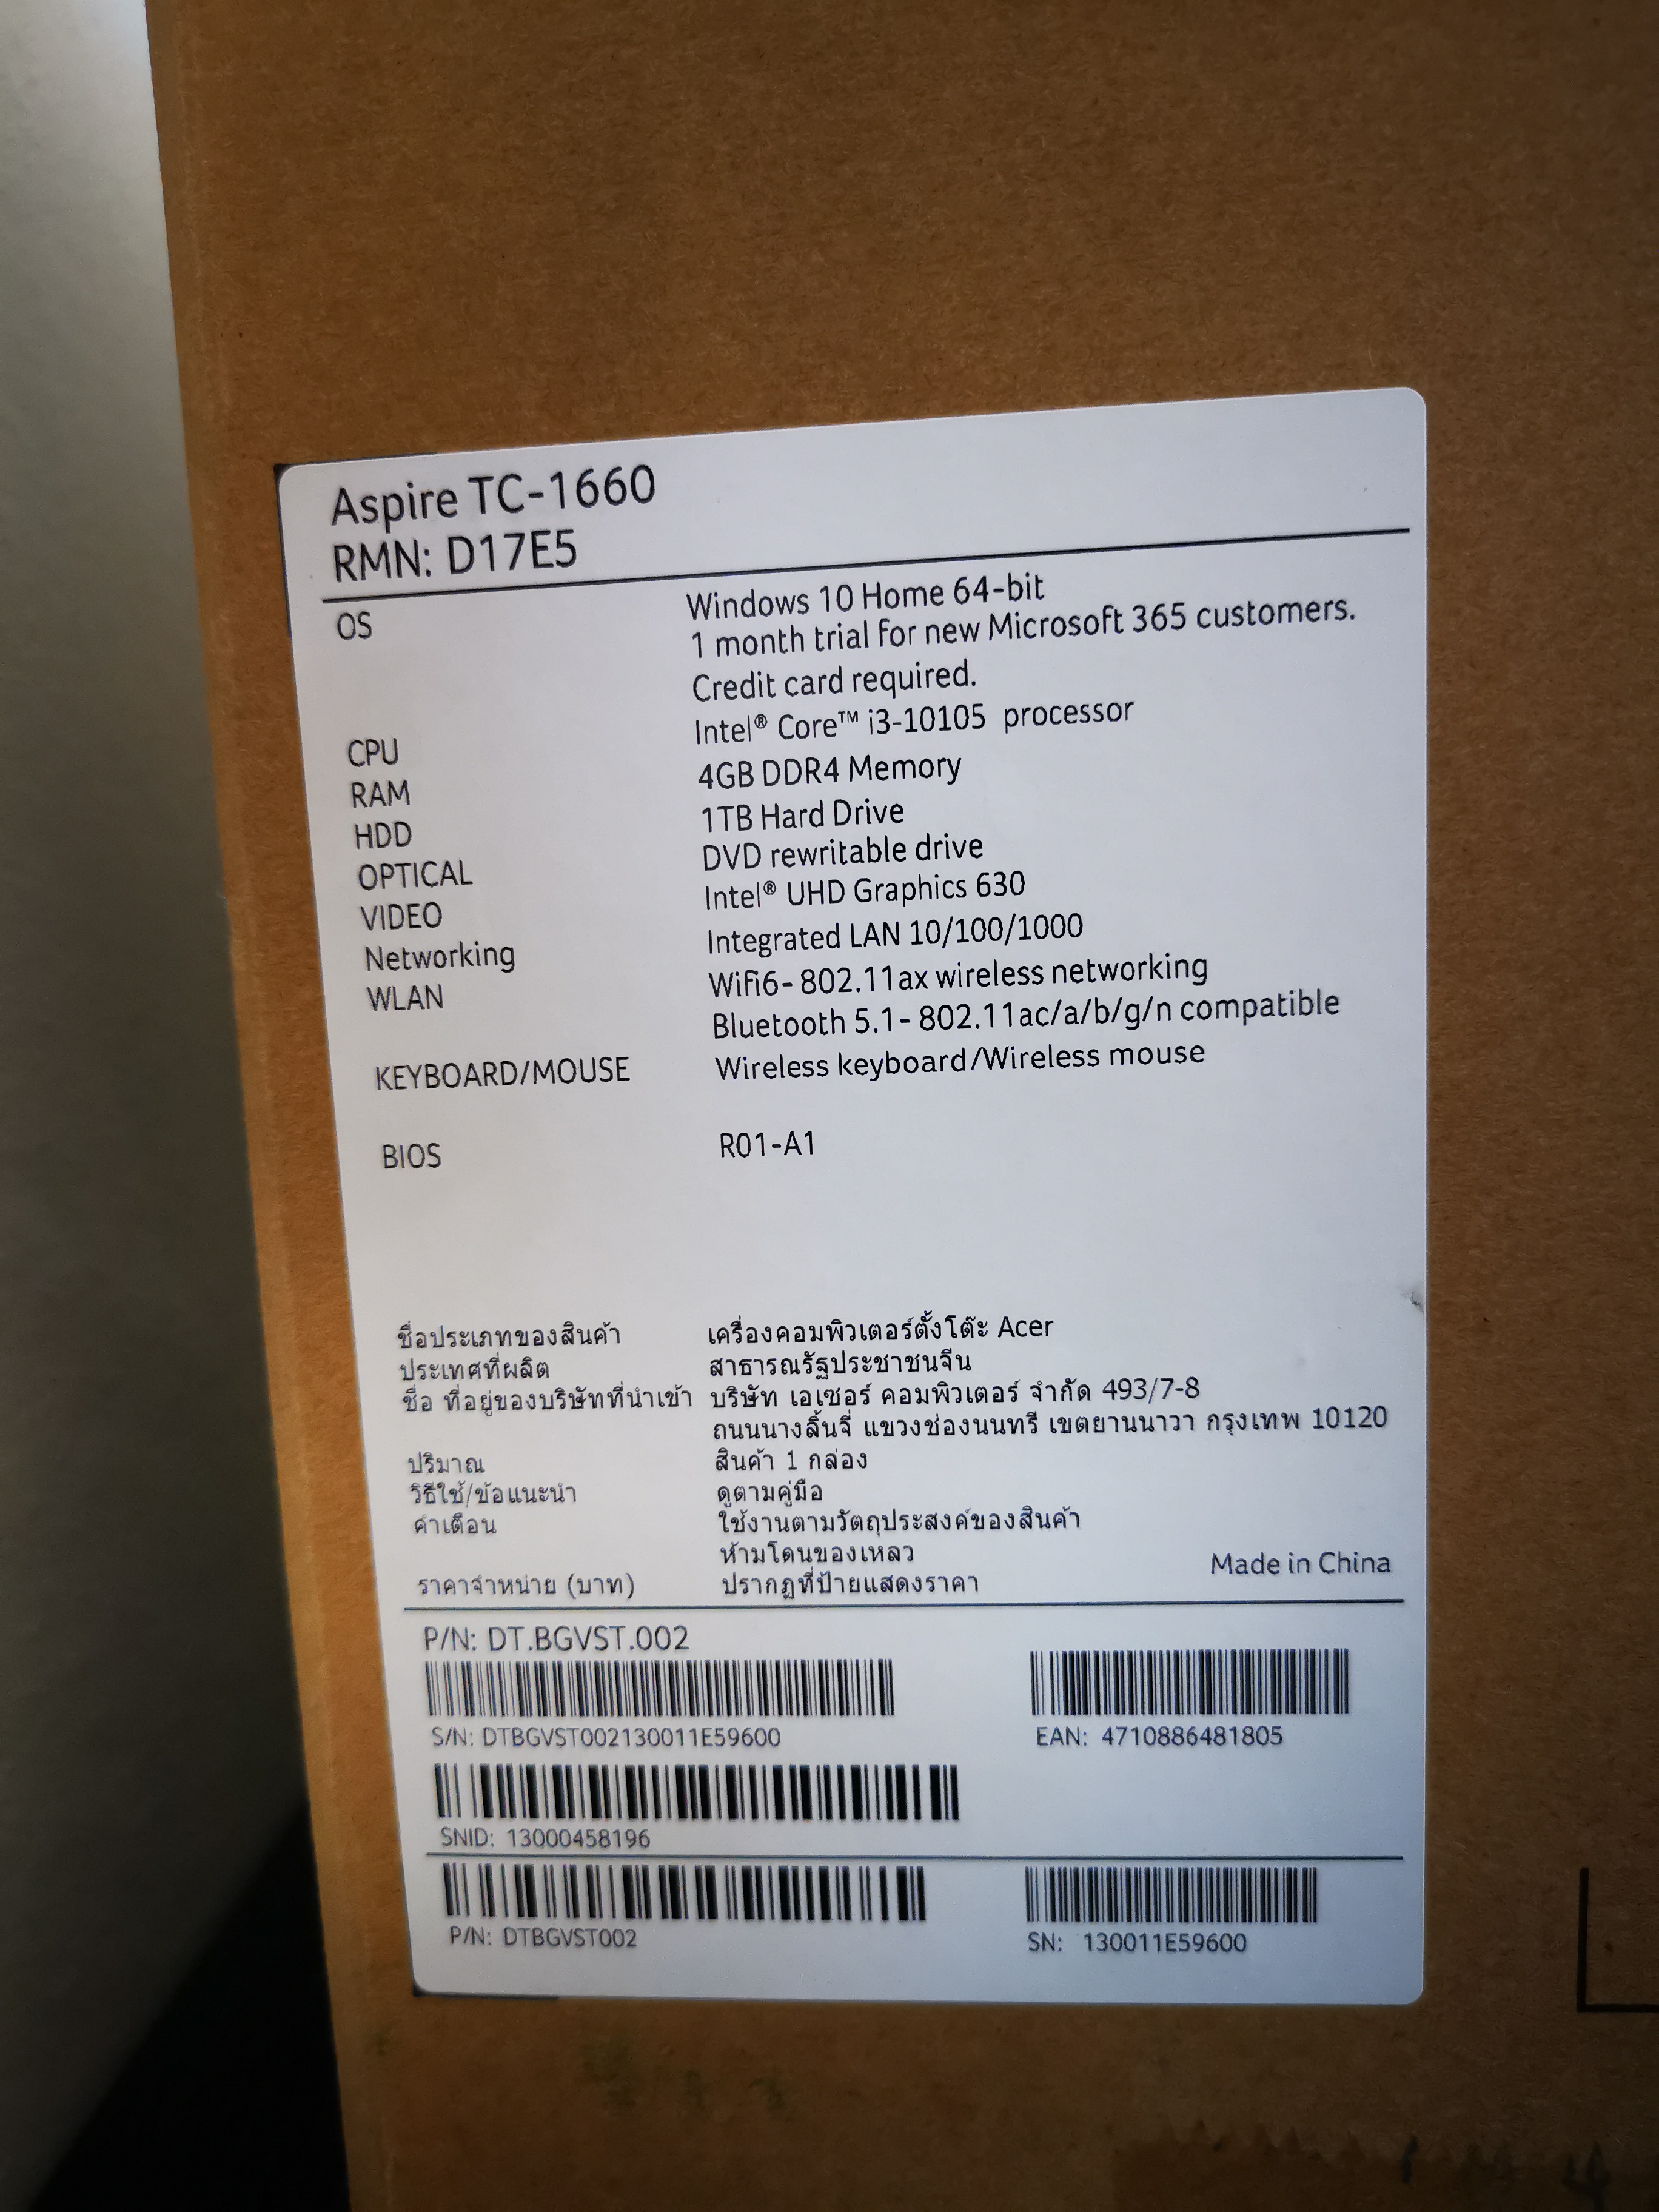 Aspire TC-1660
RMN: D17E5
OS Windows 10 Home 64-bit
1 month trial for new Microsoft 365 customers.
Credit card required.
CPU Intel® Core™ i3-10105 processor
RAM 4GB DDR4 Memory
HDD 1TB Hard Drive
OPTICAL DVD rewritable drive
VIDEO Intel® UHD Graphics 630
Networking Integrated LAN 10/100/1000
WLAN Wifi6- 802.11ax wireless networking
Bluetooth 5.1- 802.11ac/a/b/g/n compatible
KEYBOARD/MOUSE Wireless keyboard/Wireless mouse
BIOS R01-A1
ชื่อประเภทของสินค้า เครื่องคอมพิวเตอร์ตั้งโต๊ะ Acer
ประเทศที่ผลิต สาธารณรัฐประชาชนจีน
ชื่อ ที่อยู่ของบริษัทที่นำเข้า บริษัท เอเซอร์ คอมพิวเตอร์ จำกัด 493/7-8
ถนนนางลิ้นจี่ แขวงช่องนนทรี เขตยานนาวา กรุงเทพ 10120
ปริมาณ สินค้า 1 กล่อง
วิธีใช้/ข้อแนะนำ ดูตามคู่มือ
คำเตือน ใช้งานตามวัตถุประสงค์ของสินค้า
ห้ามโดนของเหลว
ราคาจำหน่าย (บาท) ปรากฏที่ป้ายแสดงราคา
Made in China
P/N: DT.BGVST.002
S/N: DTBGVST002130011E59600 EAN: 4710886481805
SNID: 13000458196
P/N: DTBGVST002 SN: 130011E59600